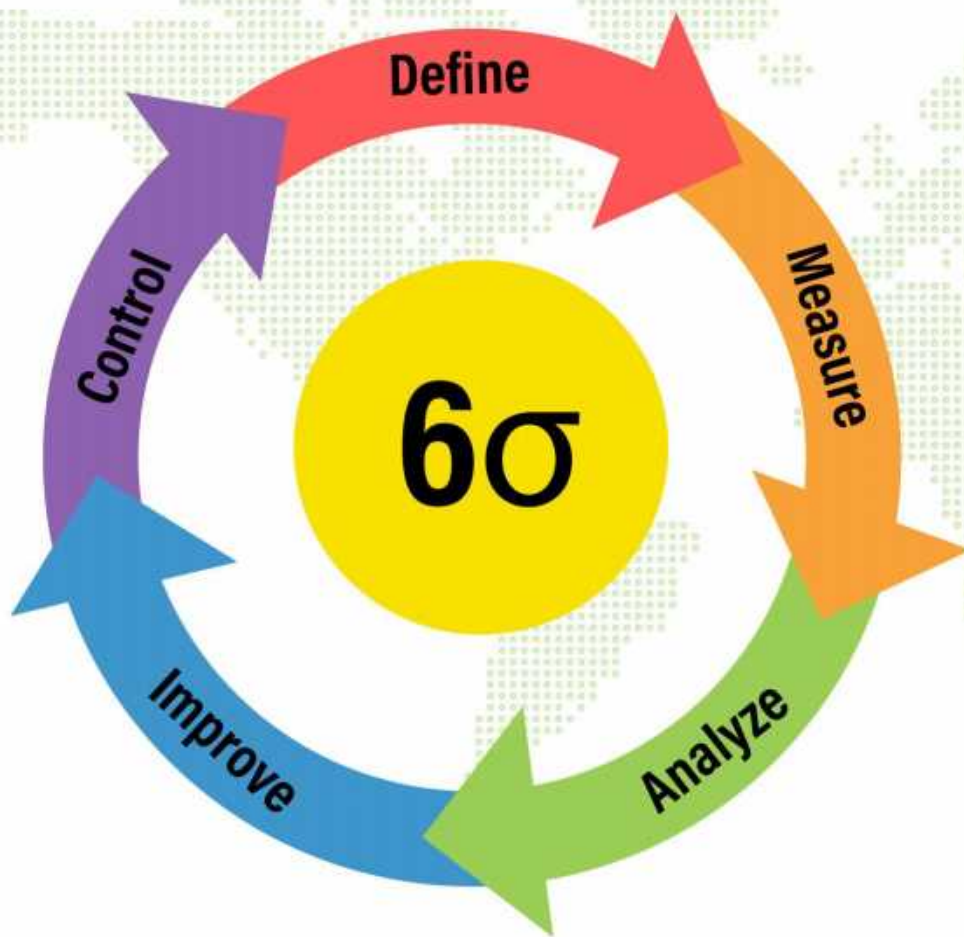 Define
Measure
Analyze
Improve
Control
6σ